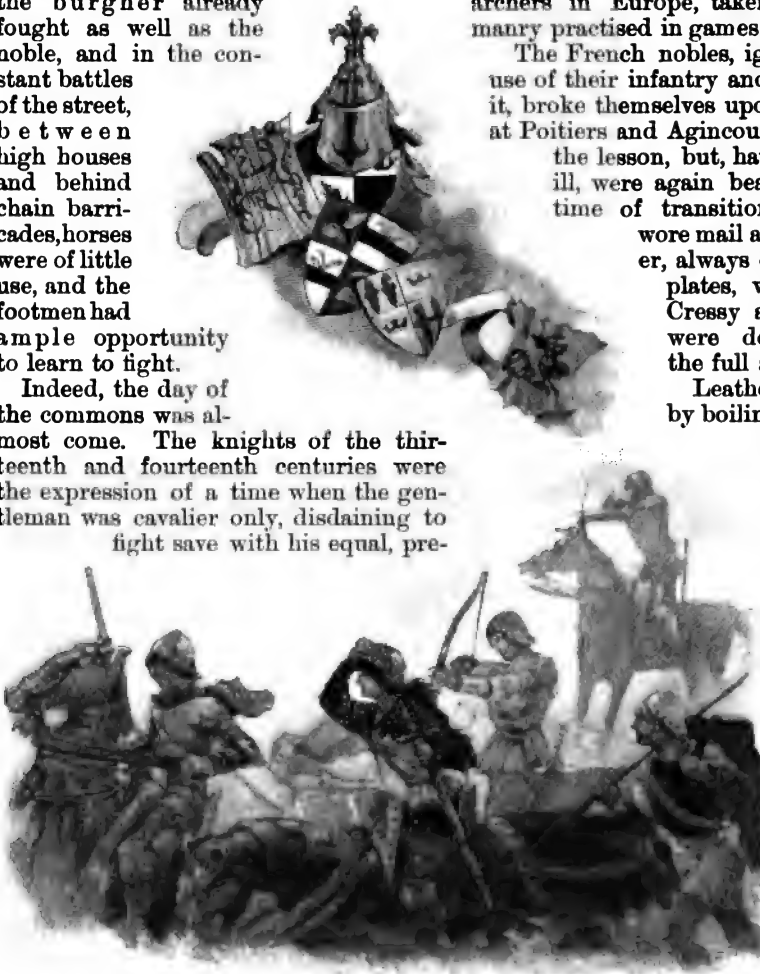 the burgher already
fought as well as the
noble, and in the con-
stant battles
of the street,
between
high houses
and behind
chain barri-
cades, horses
were of little
use, and the
footmen had
ample opportunity
to learn to fight.
Indeed, the day of
the commons was al-
most come. The knights of the thir-
teenth and fourteenth centuries were
the expression of a time when the gen-
tleman was cavalier only, disdaining to
fight save with his equal, pre-
archers in Europe, taken
manry practised in games
The French nobles, ig
use of their infantry and
it, broke themselves upo
at Poitiers and Agincou
the lesson, but, ha
ill, were again bea
time of transition
wore mail a
er, always
plates, w
Cressy a
were de
the full
Leathe
by boilin